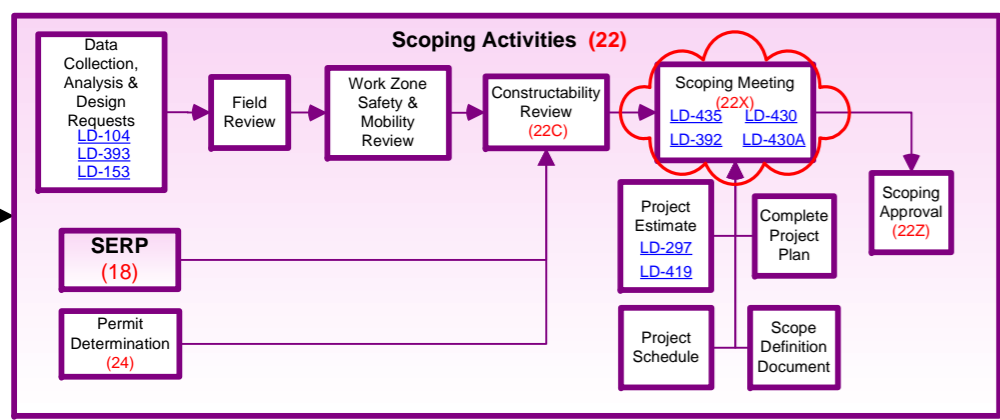 Scoping Activities (22)
Data
Collection,
Analysis &
Design
Requests
LD-104
LD-393
LD-153
Field
Review
Work Zone
Safety &
Mobility
Review
Constructability
Review
(22C)
Scoping Meeting
(22X)
LD-435 LD-430
LD-392 LD-430A
Scoping
Approval
(22Z)
SERP
(18)
Permit
Determination
(24)
Project
Estimate
LD-297
LD-419
Complete
Project
Plan
Project
Schedule
Scope
Definition
Document